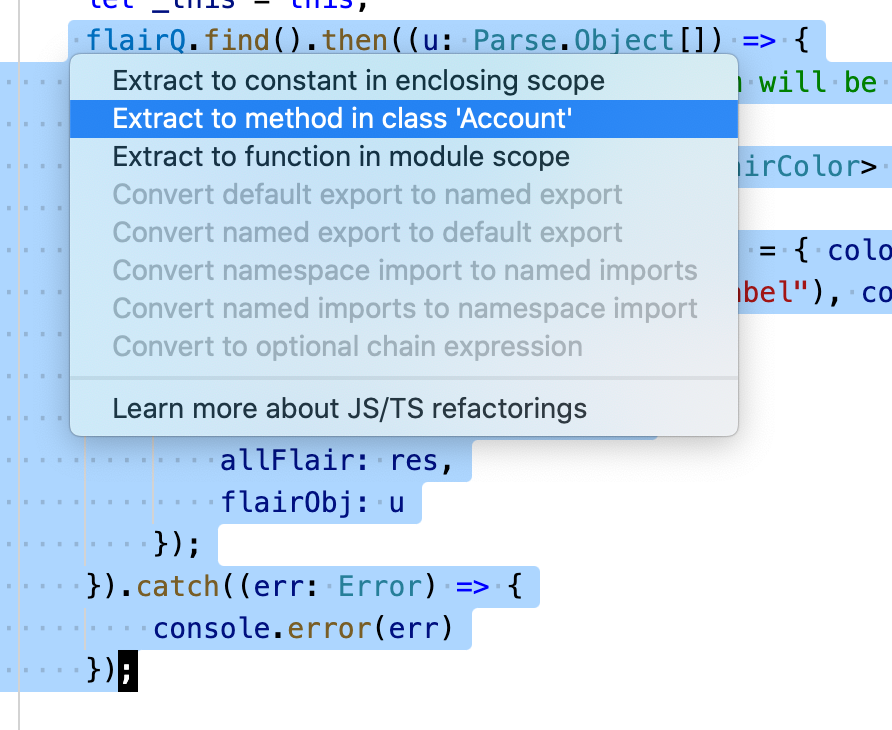 let _this = this;
flairQ.find().then((u: Parse.Object[]) => {
Extract to constant in enclosing scope
will be
Extract to method in class 'Account'
Extract to function in module scope
irColor>
Convert default export to named export
Convert named export to default export
= { colo
Convert namespace import to named imports
bel"), co
Convert named imports to namespace import
Convert to optional chain expression
Learn more about JS/TS refactorings
allFlair: res,
flairObj: u
});
}).catch((err: Error) => {
console.error(err)
});